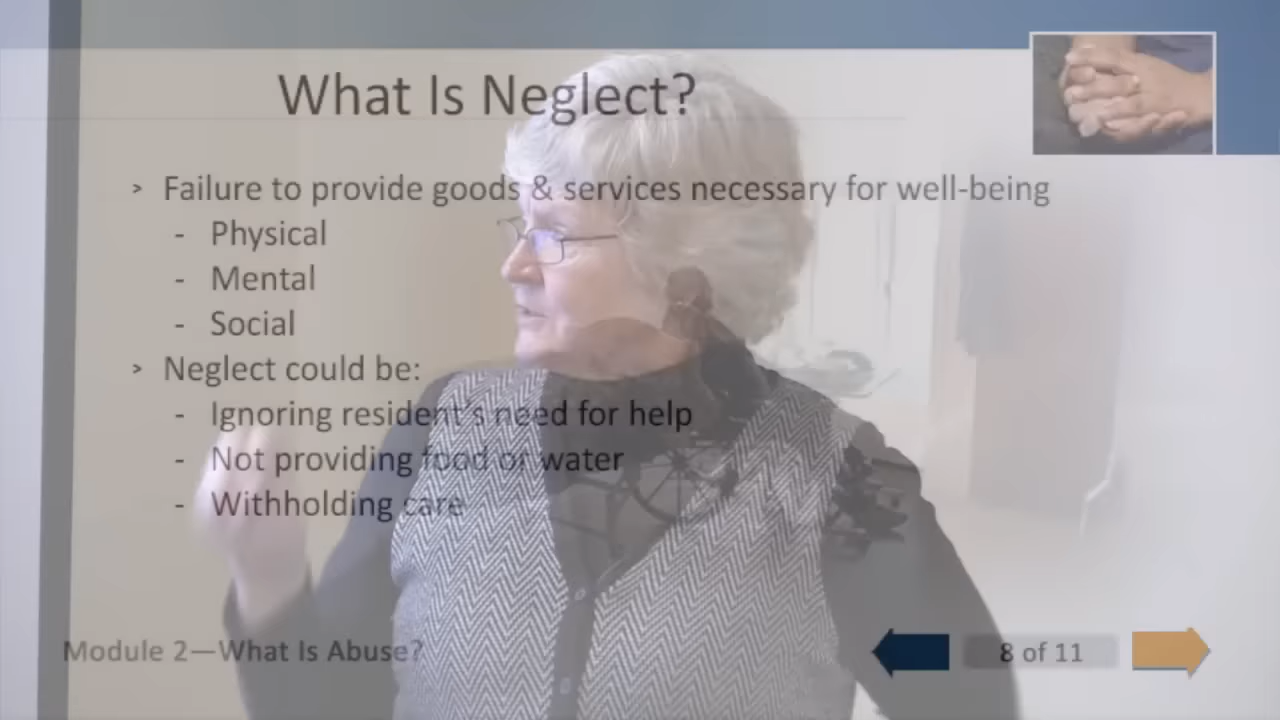 What Is Neglect?
> Failure to provide goods & services necessary for well-being
- Physical
- Mental
- Social
> Neglect could be:
- Ignoring resident's need for help
- Not providing food or water
- Withholding care
Module 2—What Is Abuse?
8 of 11